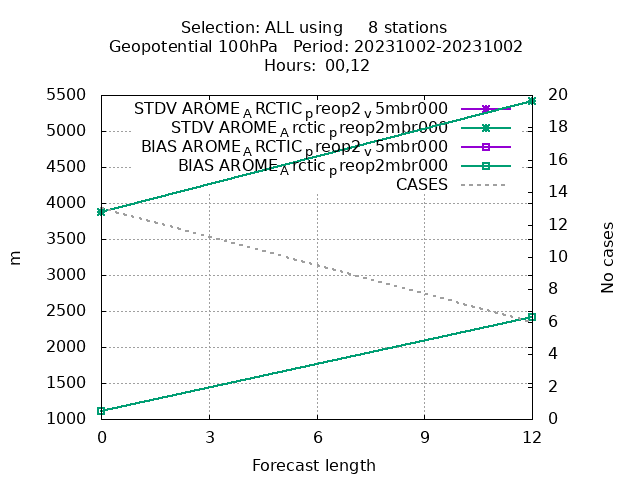 Selection: ALL using     8 stations
Geopotential 100hPa   Period: 20231002-20231002
Hours: 00,12
STDV AROME_ARCTIC_preop2_v5mbr000
STDV AROME_Arctic_preop2mbr000
BIAS AROME_ARCTIC_preop2_v5mbr000
BIAS AROME_Arctic_preop2mbr000
CASES
5500
5000
4500
4000
3500
3000
2500
2000
1500
1000
m
20
18
16
14
12
10
8
6
4
2
0
No cases
0 3 6 9 12
Forecast length